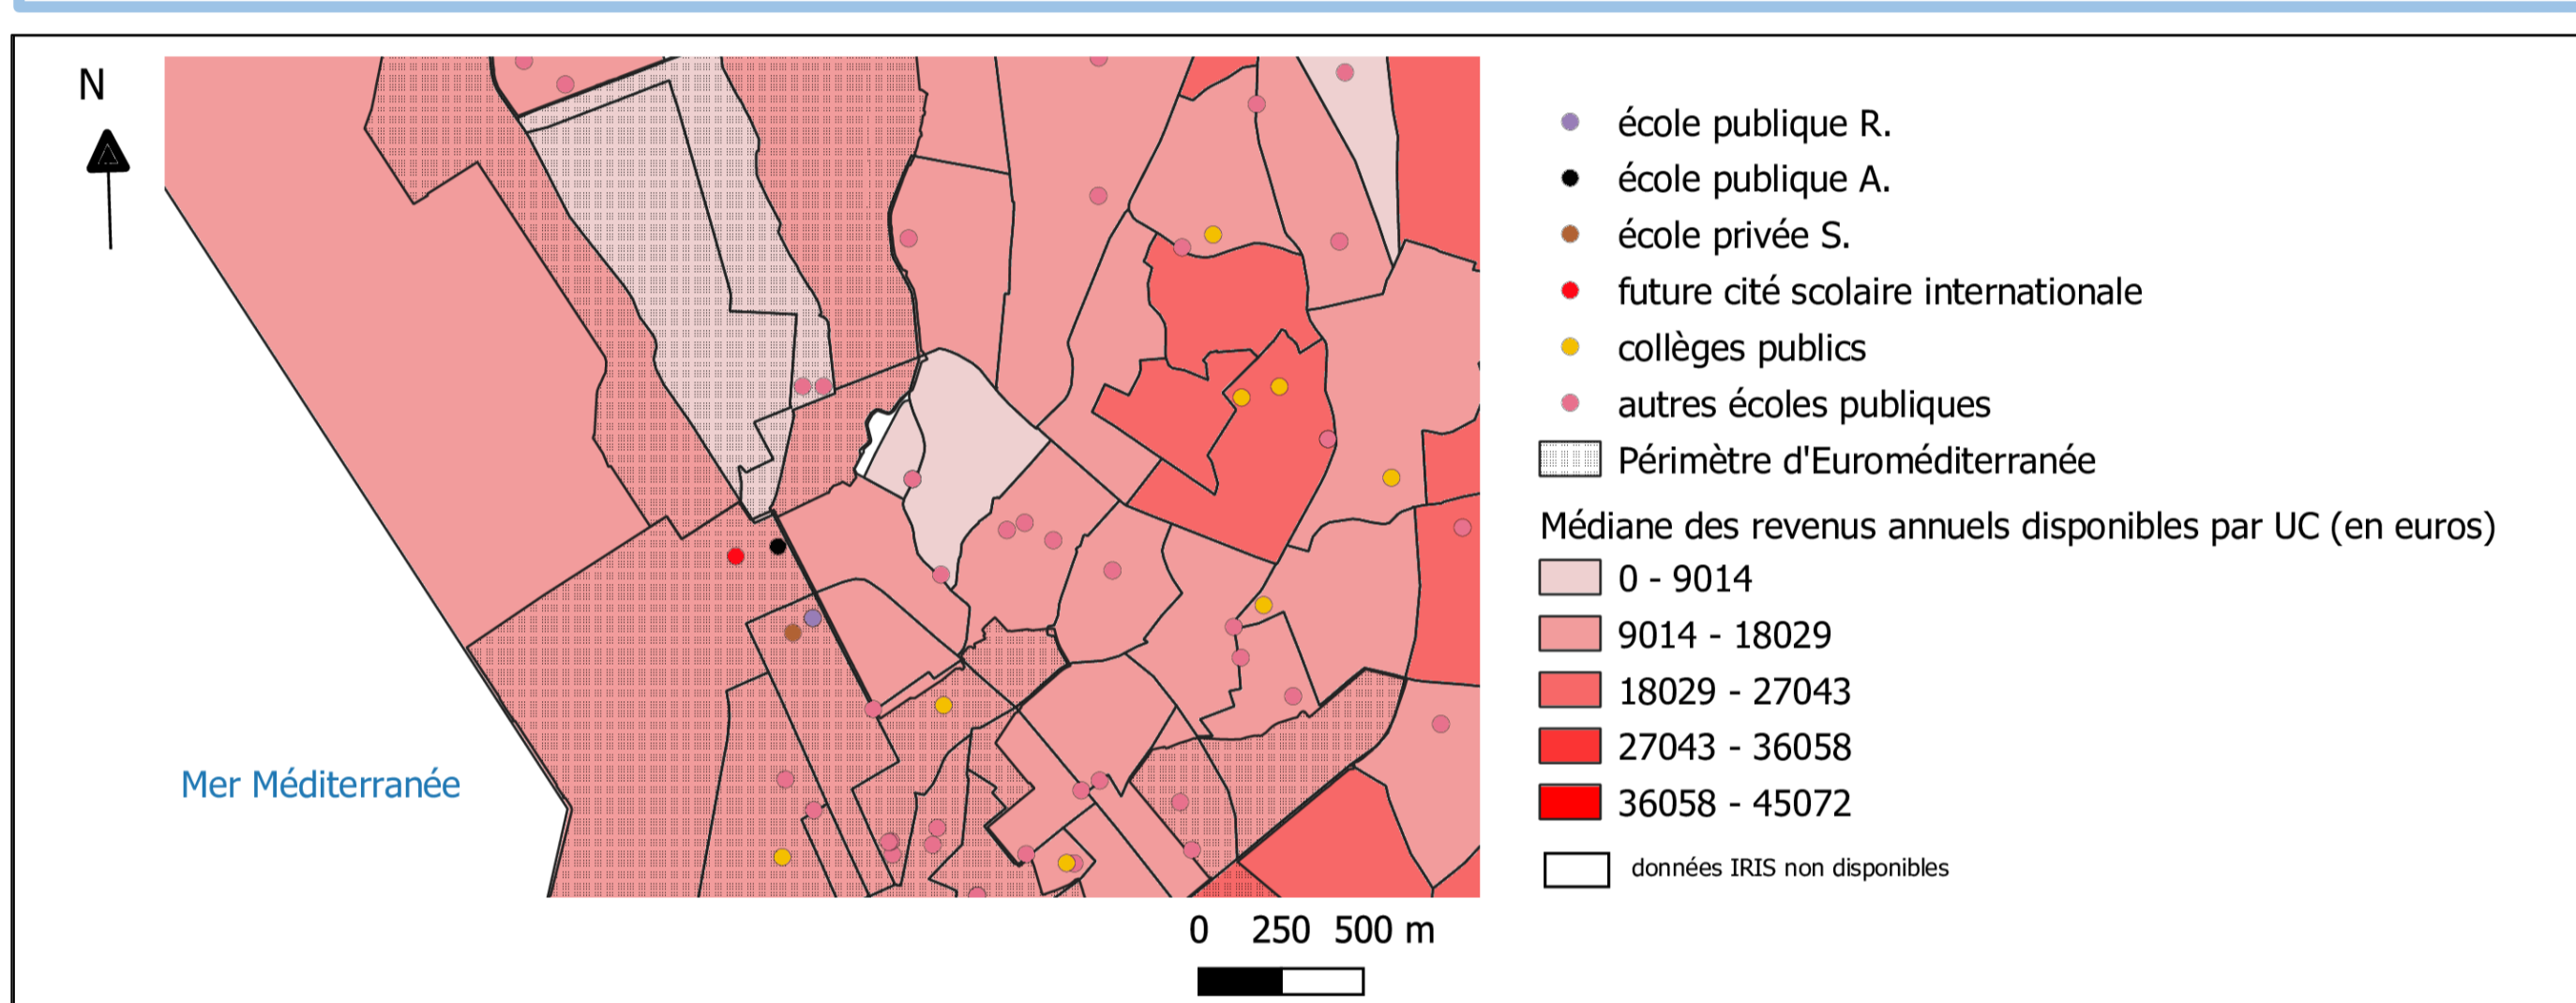 N
Mer Méditerranée
école publique R.
école publique A.
école privée S.
future cité scolaire internationale
collèges publics
autres écoles publiques
Périmètre d'Euroméditerranée
Médiane des revenus annuels disponibles par UC (en euros)
0 - 9014
9014 - 18029
18029 - 27043
27043 - 36058
36058 - 45072
données IRIS non disponibles
0 250 500 m